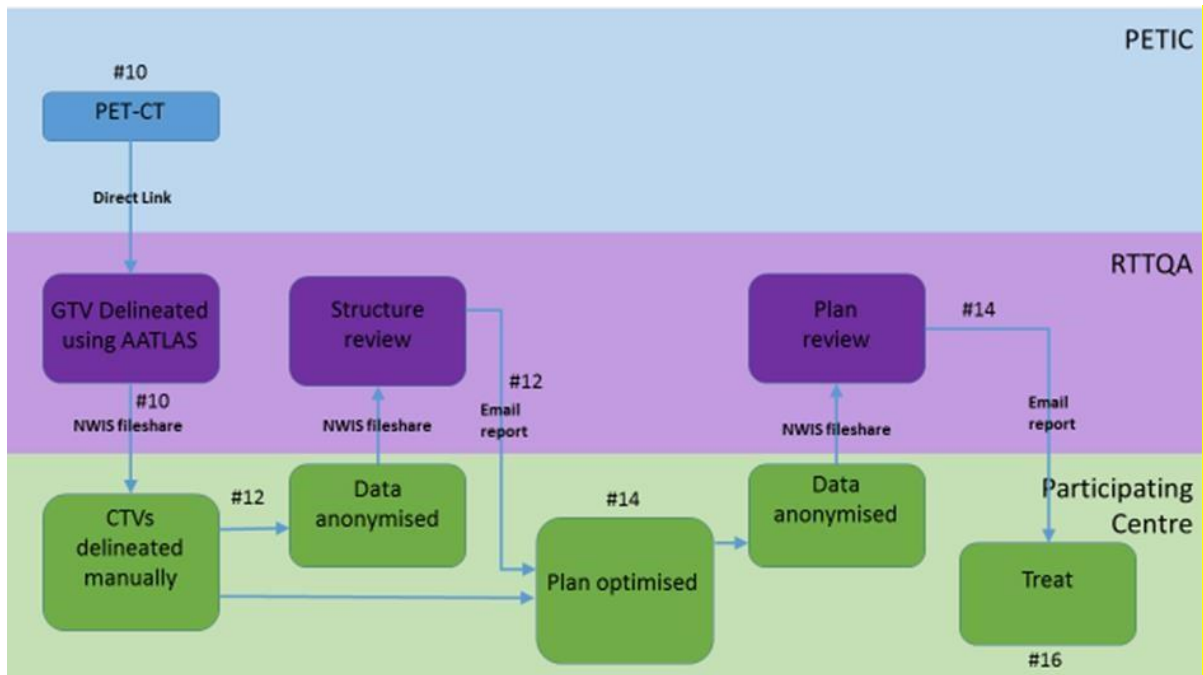 PETIC
#10
PET-CT
Direct Link
RTTQA
GTV Delineated
using AATLAS
Structure
review
Plan
review
#14
#12
#10
NWIS fileshare
NWIS fileshare
Email
report
NWIS fileshare
Email
report
Participating
Centre
CTVs
delineated
manually
#12
Data
anonymised
#14
Plan optimised
Data
anonymised
Treat
#16